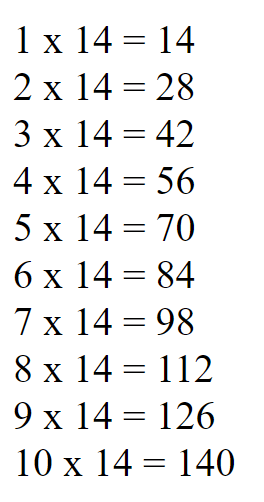 1 x 14 = 14
2 x 14 = 28
3 x 14 = 42
4 x 14 = 56
5 x 14 = 70
6 x 14 = 84
7 x 14 = 98
8 x 14 = 112
9 x 14 = 126
10 x 14 = 140